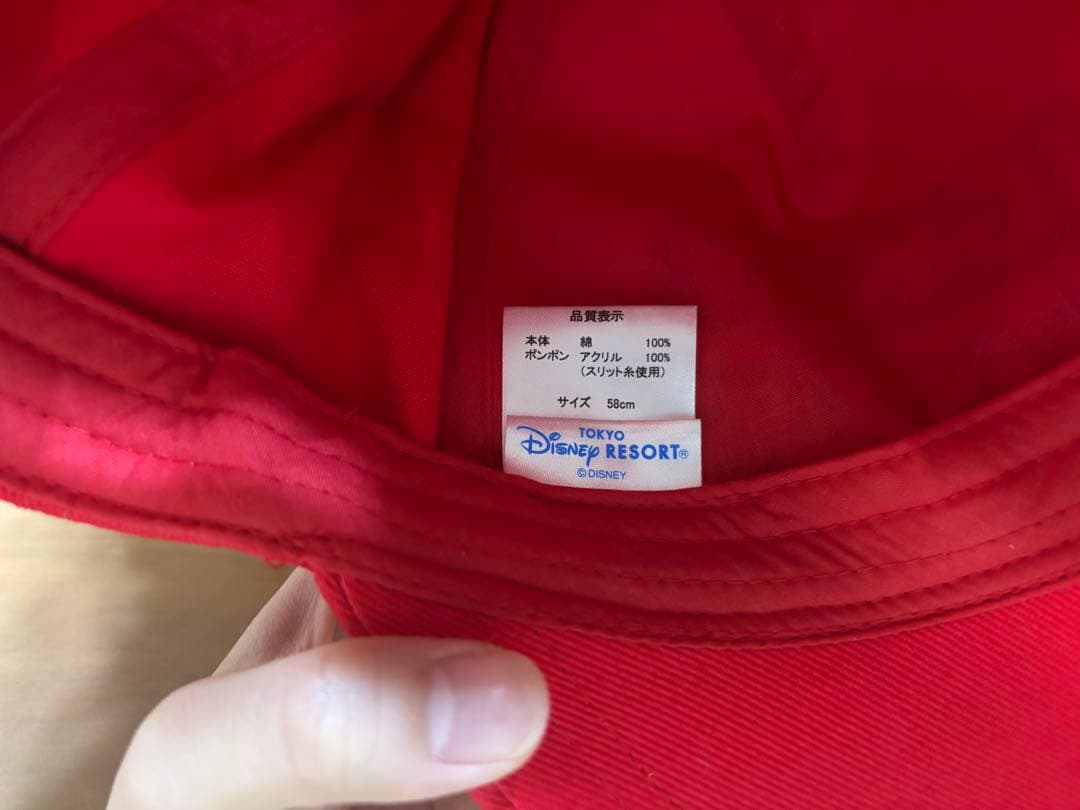 品質表示
本体 綿 100%
ポンポン アクリル 100%
(スリット糸使用)
サイズ 58cm
TOKYO
Disney RESORT®
©DISNEY